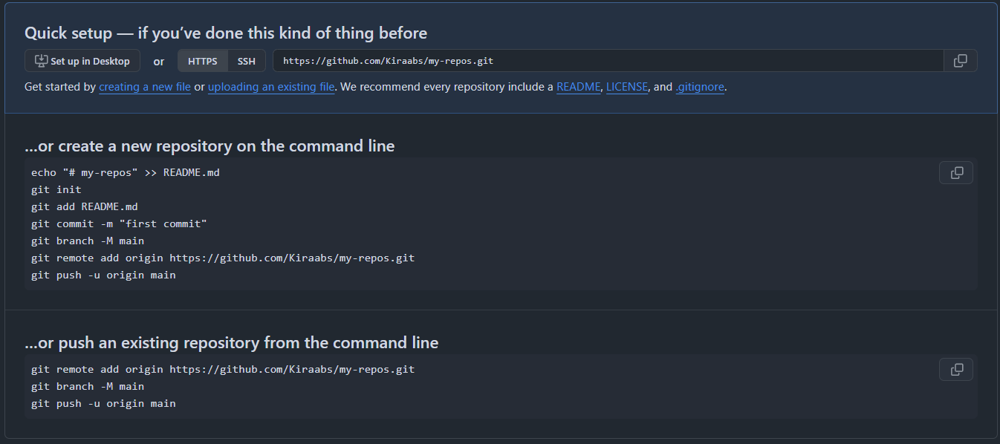 Quick setup — if you’ve done this kind of thing before
Set up in Desktop or HTTPS SSH https://github.com/Kiraabs/my-repos.git
Get started by creating a new file or uploading an existing file. We recommend every repository include a README, LICENSE, and .gitignore.
…or create a new repository on the command line
echo "# my-repos" >> README.md
git init
git add README.md
git commit -m "first commit"
git branch -M main
git remote add origin https://github.com/Kiraabs/my-repos.git
git push -u origin main
…or push an existing repository from the command line
git remote add origin https://github.com/Kiraabs/my-repos.git
git branch -M main
git push -u origin main